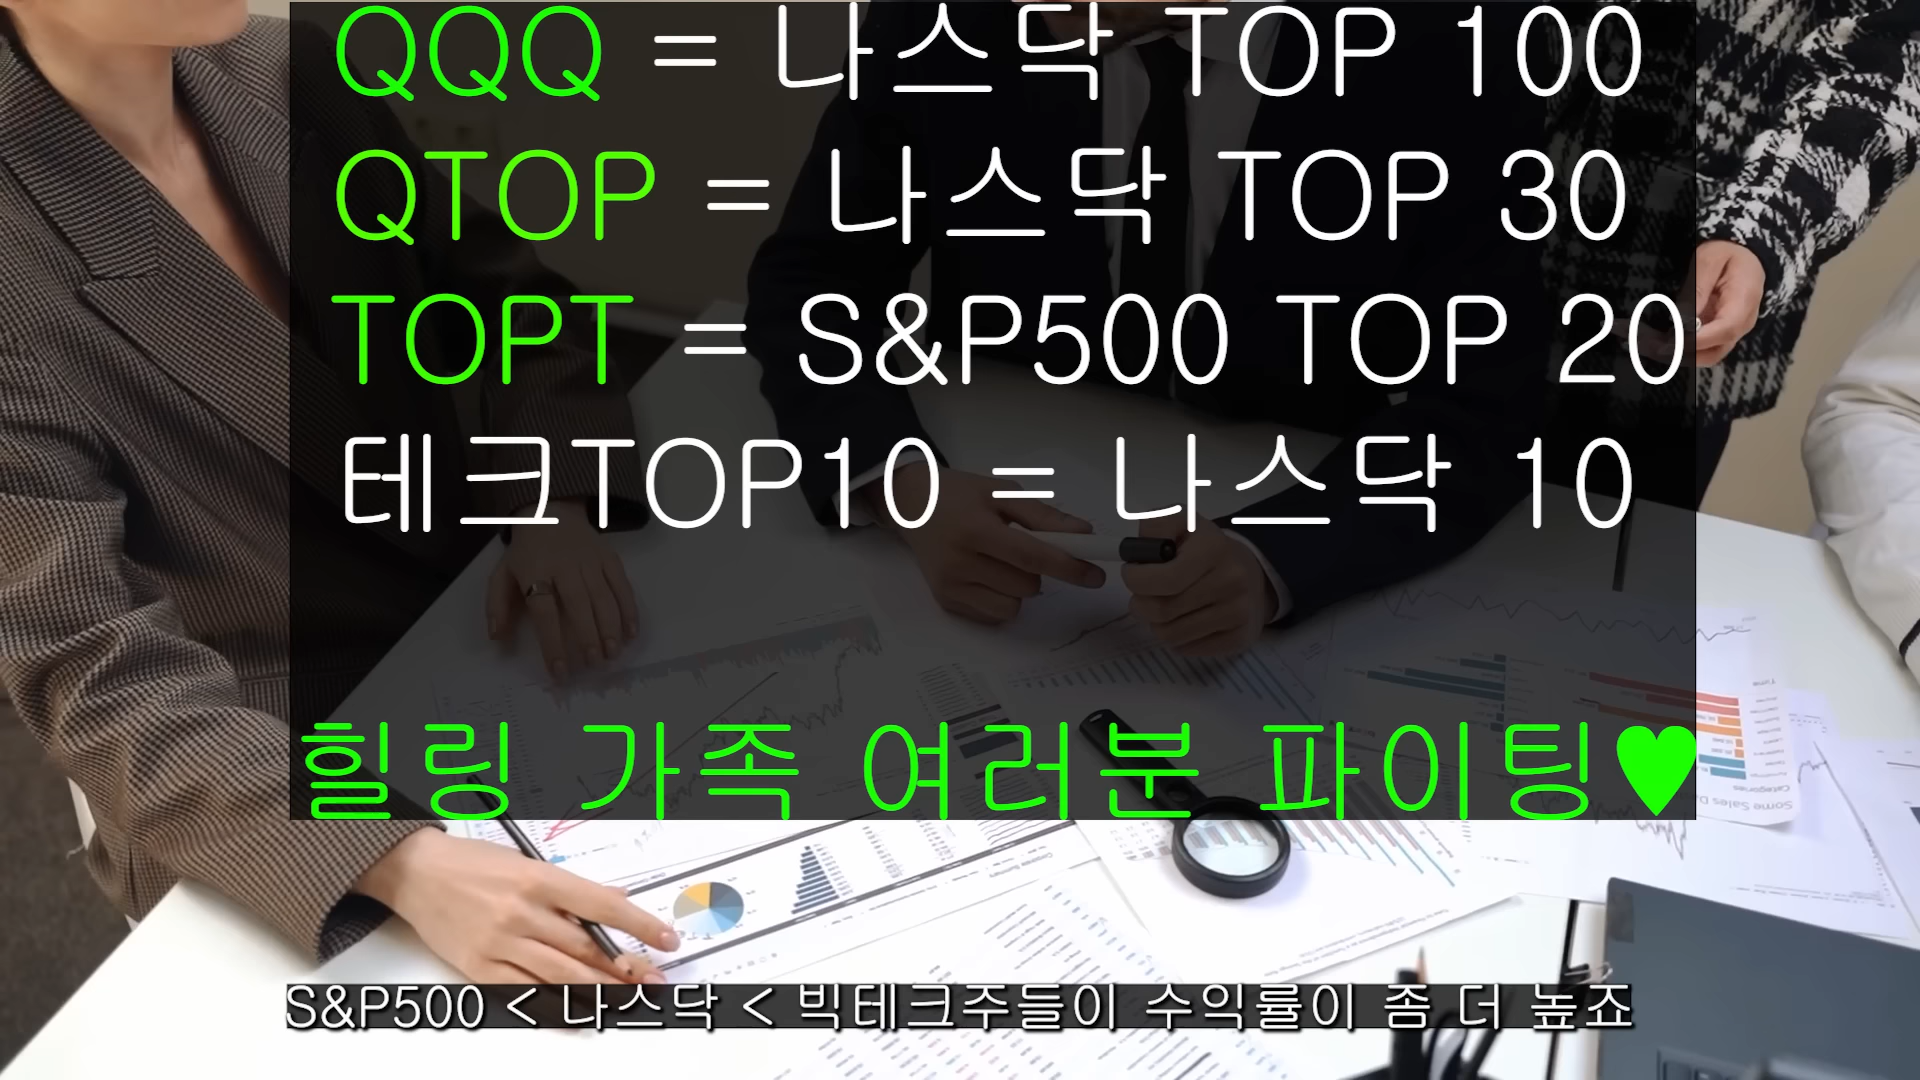 QQQ = 나스닥 TOP 100
QTOP = 나스닥 TOP 30
TOPT = S&P500 TOP 20
테크TOP10 = 나스닥 10
힐링 가족 여러분 파이팅♥
S&P500 < 나스닥 < 빅테크주들이 수익률이 좀 더 높죠